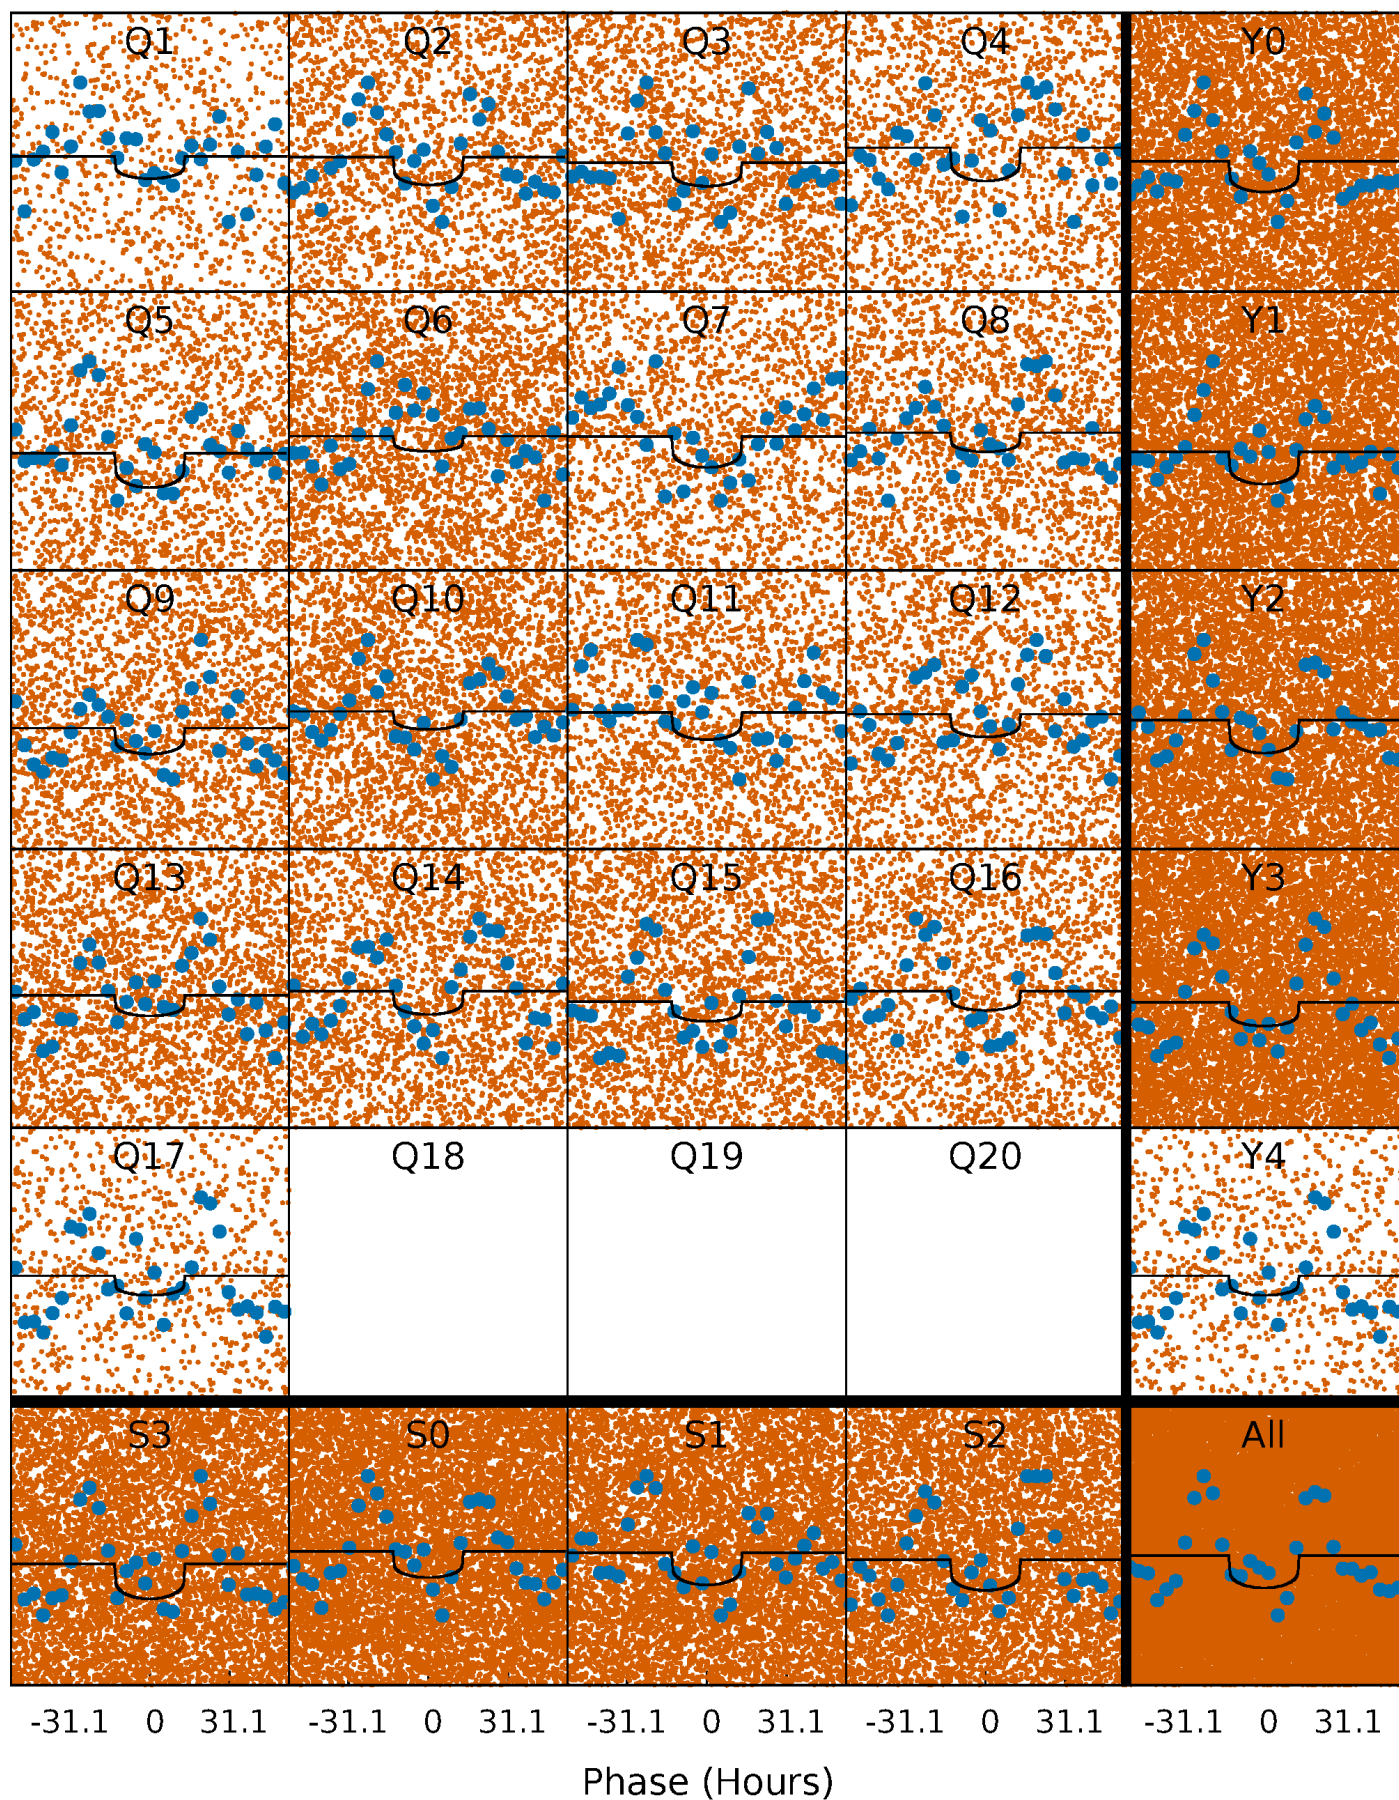 Q1 Q2 Q3 Q4 Y0
Q5 Q6 Q7 Q8 Y1
Q9 Q10 Q11 Q12 Y2
Q13 Q14 Q15 Q16 Y3
Q17 Q18 Q19 Q20 Y4
S3 S0 S1 S2 All
-31.1 0 31.1 -31.1 0 31.1 -31.1 0 31.1 -31.1 0 31.1 -31.1 0 31.1
Phase (Hours)